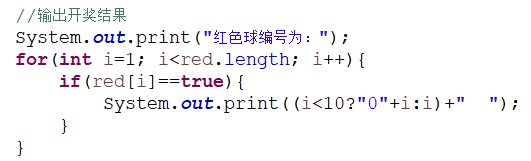 //输出开奖结果
System.out.print("红色球编号为：");
for(int i=1; i<red.length; i++){
    if(red[i]==true){
        System.out.print((i<10?"0"+i:i)+"  ");
    }
}